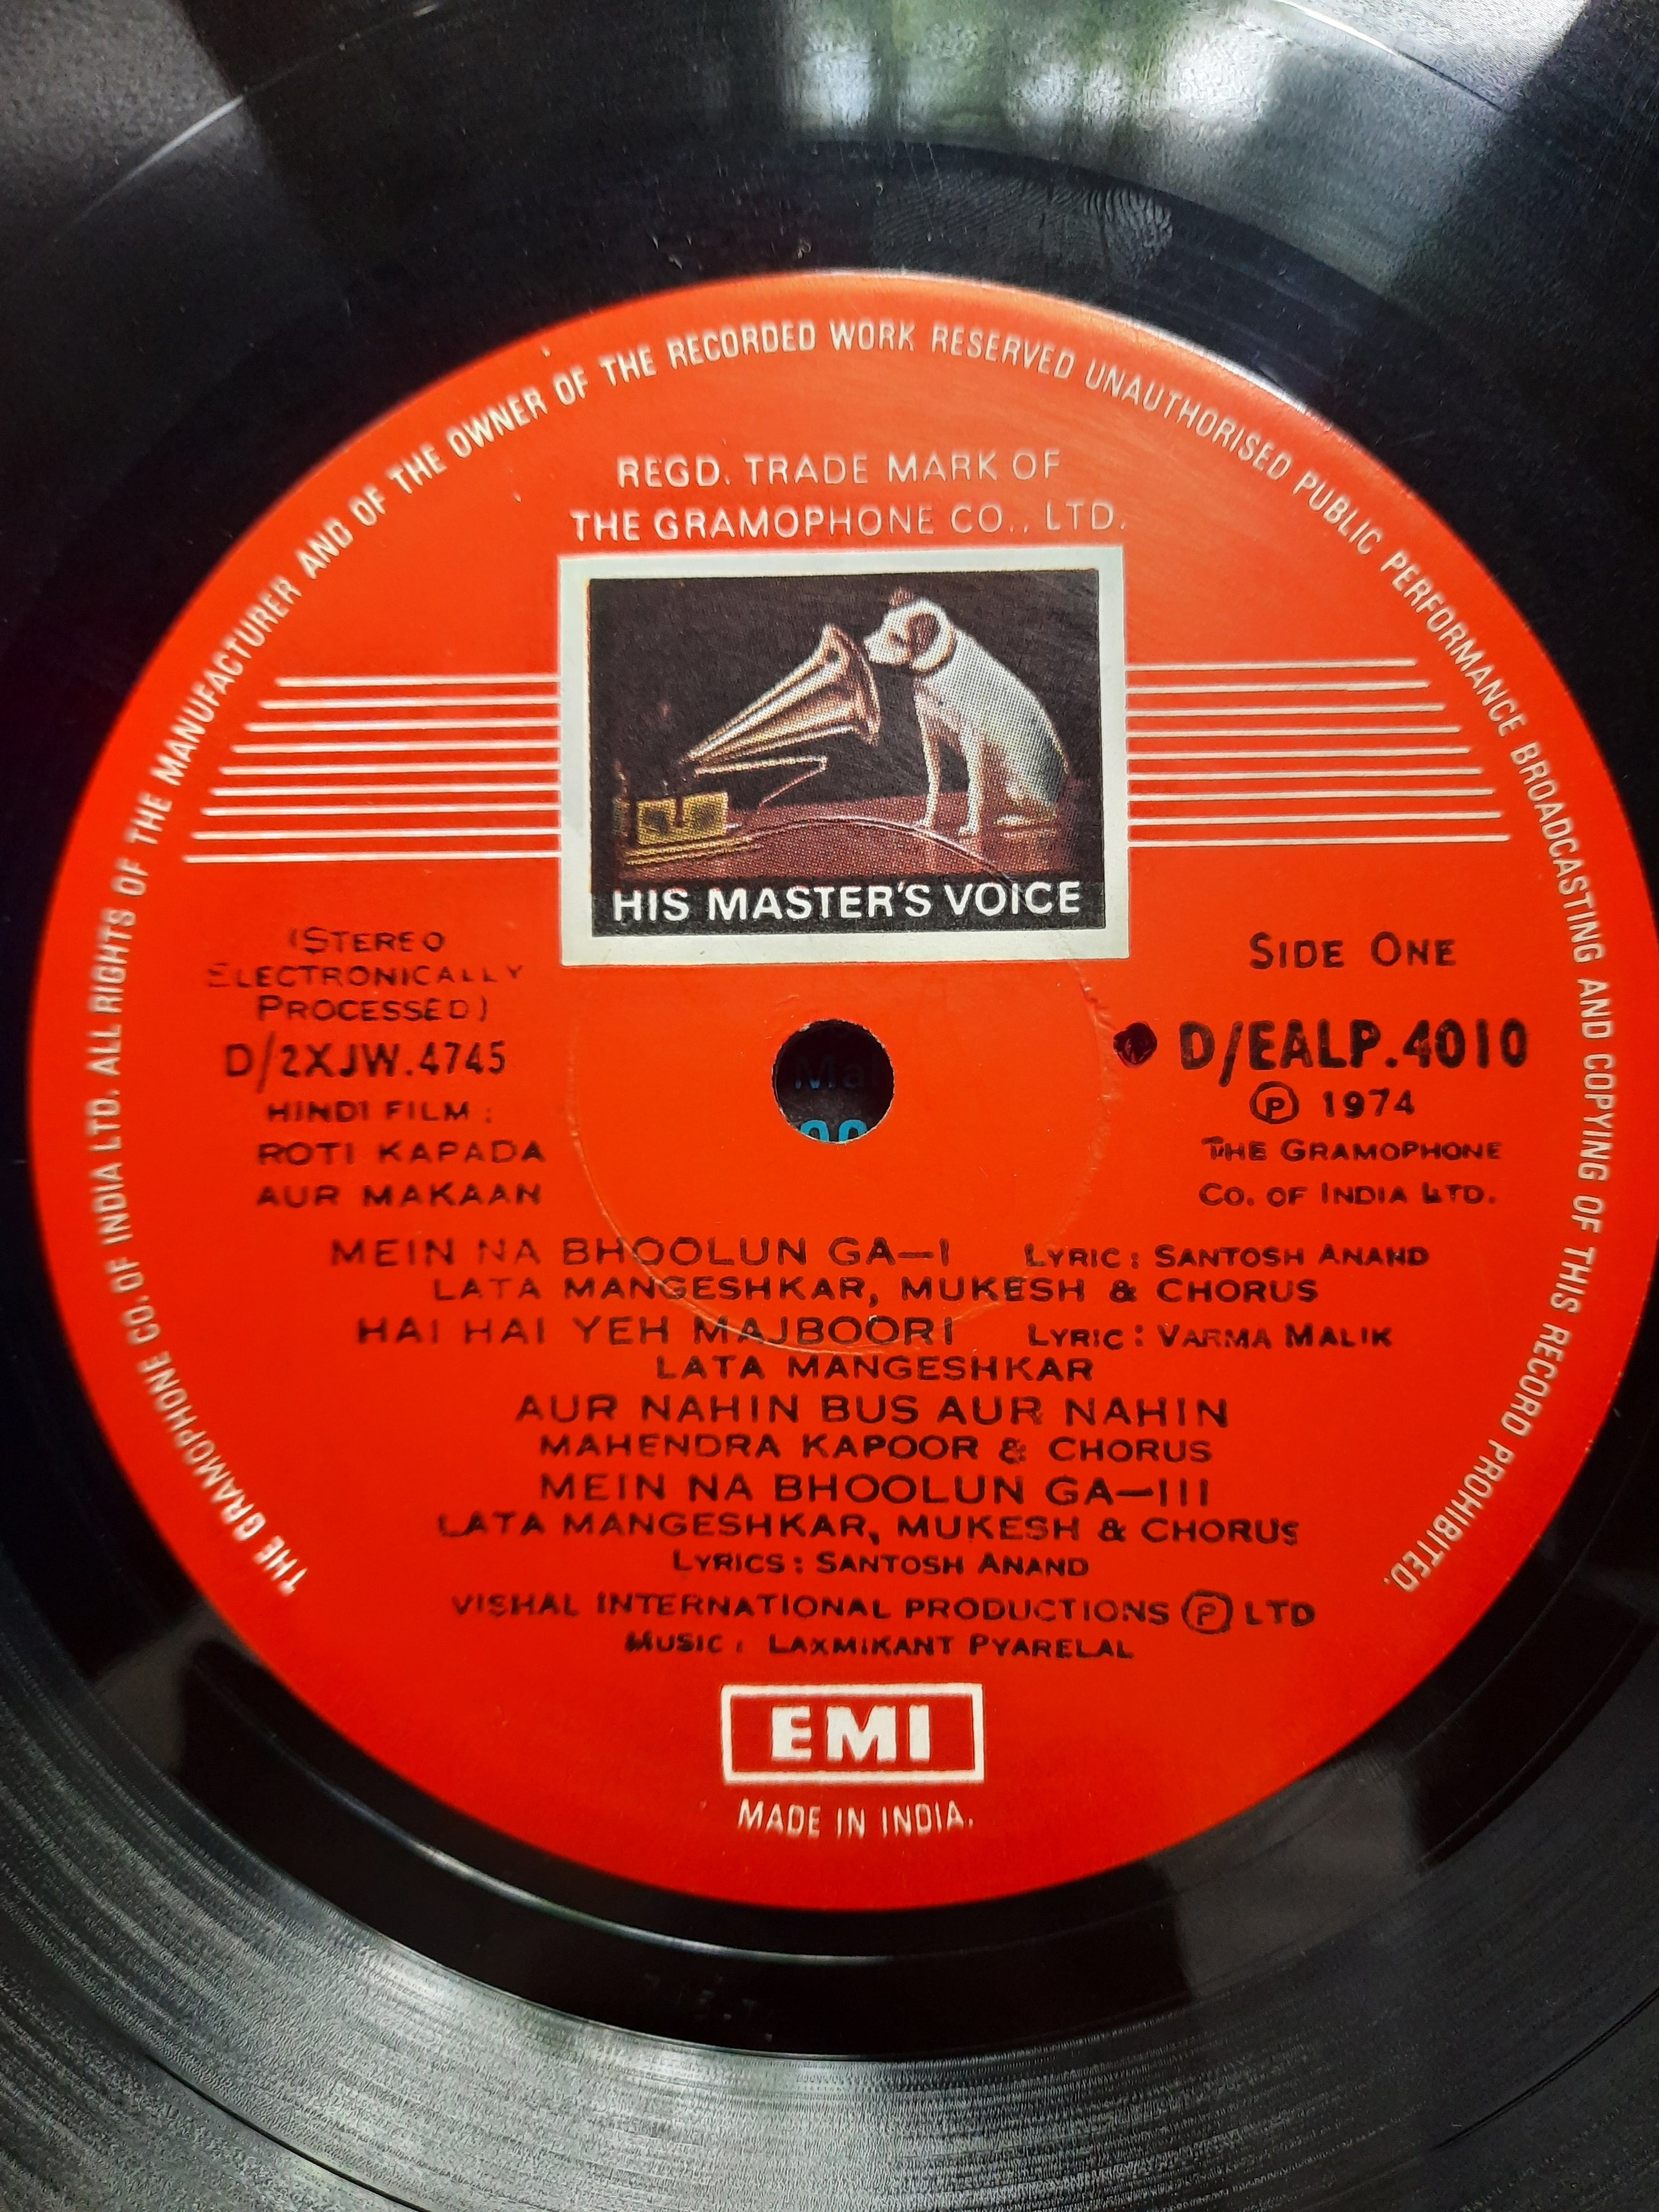 THE GRAMOPHONE CO. OF INDIA LTD. ALL RIGHTS OF THE MANUFACTURER AND OF THE OWNER OF THE RECORDED WORK RESERVED UNAUTHORISED PUBLIC PERFORMANCE BROADCASTING AND COPYING OF THIS RECORD PROHIBITED.
REGD. TRADE MARK OF
THE GRAMOPHONE CO., LTD.
HIS MASTER'S VOICE
(STEREO
ELECTRONICALLY
PROCESSED)
D/2XJW.4745
HINDI FILM :
ROTI KAPADA
AUR MAKAAN
SIDE ONE
D/EALP.4010
Ⓟ 1974
THE GRAMOPHONE
CO. OF INDIA LTD.
MEIN NA BHOOLUN GA—I LYRIC : SANTOSH ANAND
LATA MANGESHKAR, MUKESH & CHORUS
HAI HAI YEH MAJBOORI LYRIC : VARMA MALIK
LATA MANGESHKAR
AUR NAHIN BUS AUR NAHIN
MAHENDRA KAPOOR & CHORUS
MEIN NA BHOOLUN GA—III
LATA MANGESHKAR, MUKESH & CHORUS
LYRICS : SANTOSH ANAND
VISHAL INTERNATIONAL PRODUCTIONS Ⓟ LTD
MUSIC : LAXMIKANT PYARELAL
EMI
MADE IN INDIA.